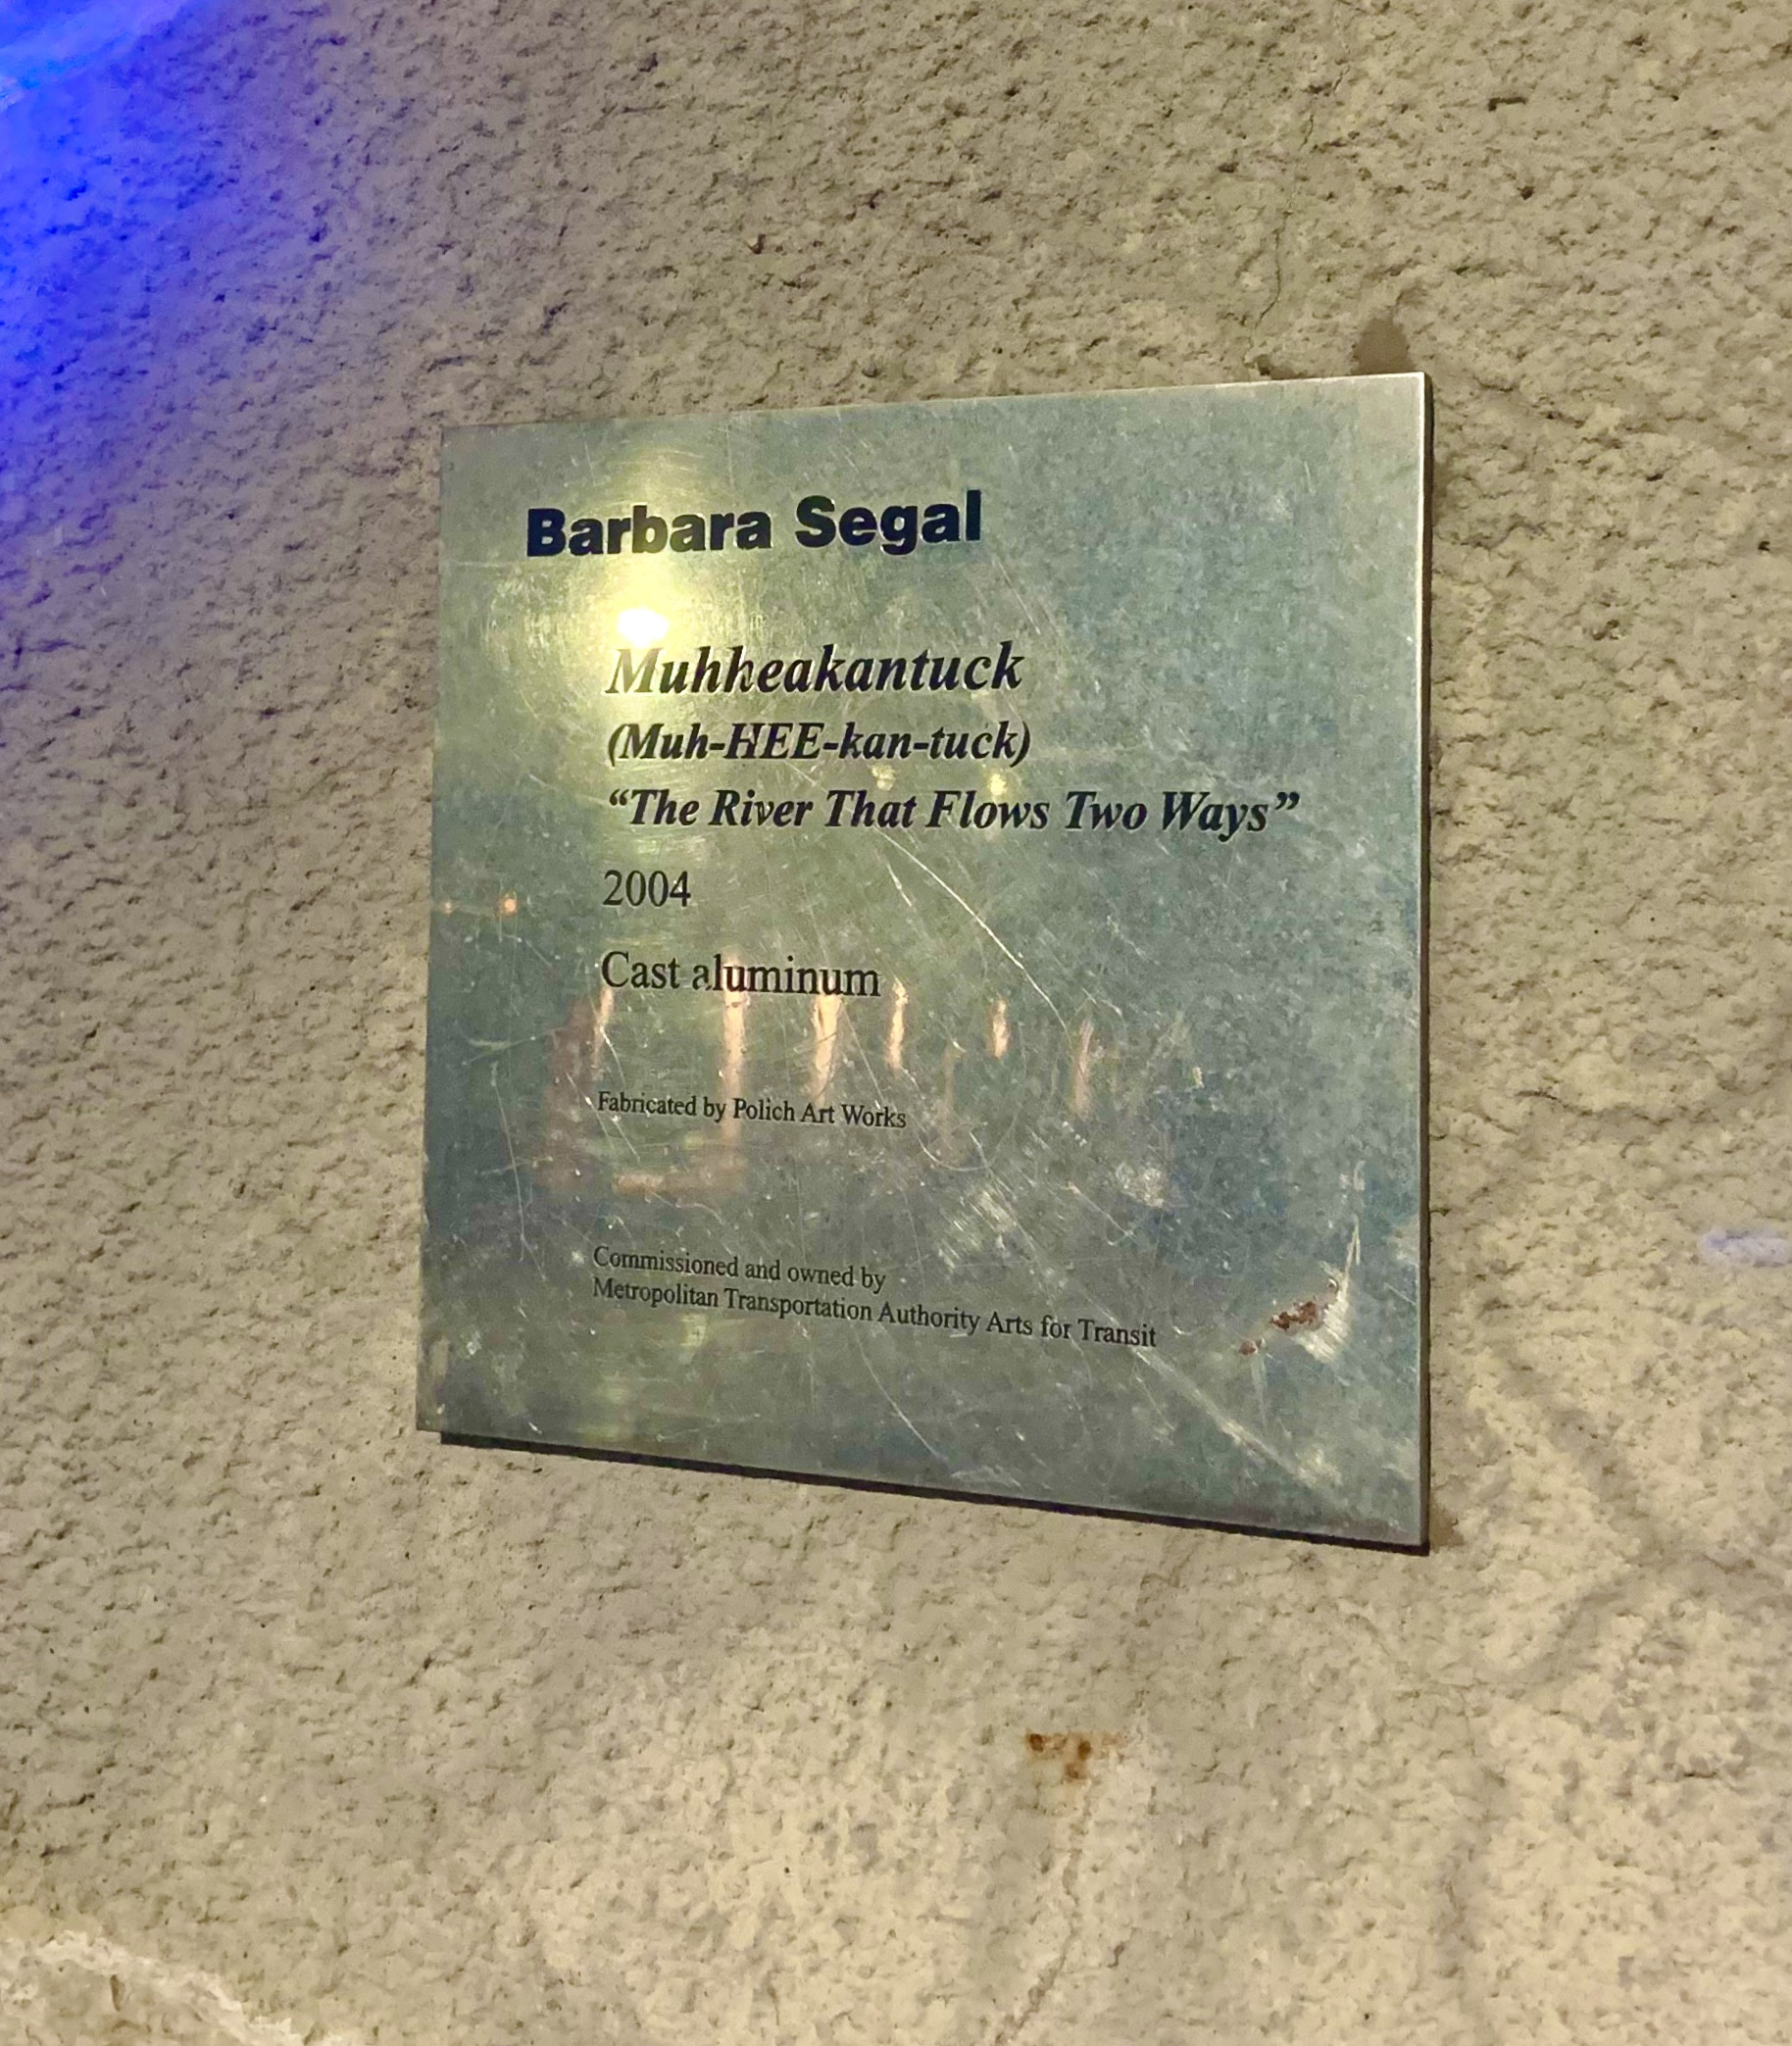 Barbara Segal
Muhheakantuck
(Muh-HEE-kan-tuck)
“The River That Flows Two Ways”
2004
Cast aluminum
Fabricated by Polich Art Works
Commissioned and owned by
Metropolitan Transportation Authority Arts for Transit